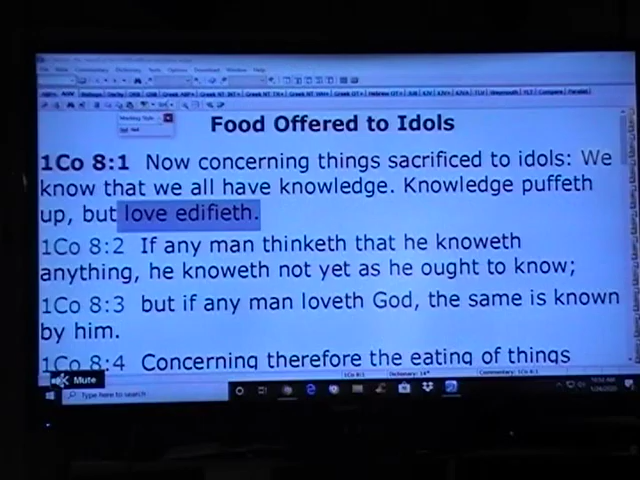 Food Offered to Idols
1Co 8:1 Now concerning things sacrificed to idols: We
know that we all have knowledge. Knowledge puffeth
up, but love edifieth.
1Co 8:2 If any man thinketh that he knoweth
anything, he knoweth not yet as he ought to know;
1Co 8:3 but if any man loveth God, the same is known
by him.
1Co 8:4 Concerning therefore the eating of things
Mute
Type here to search